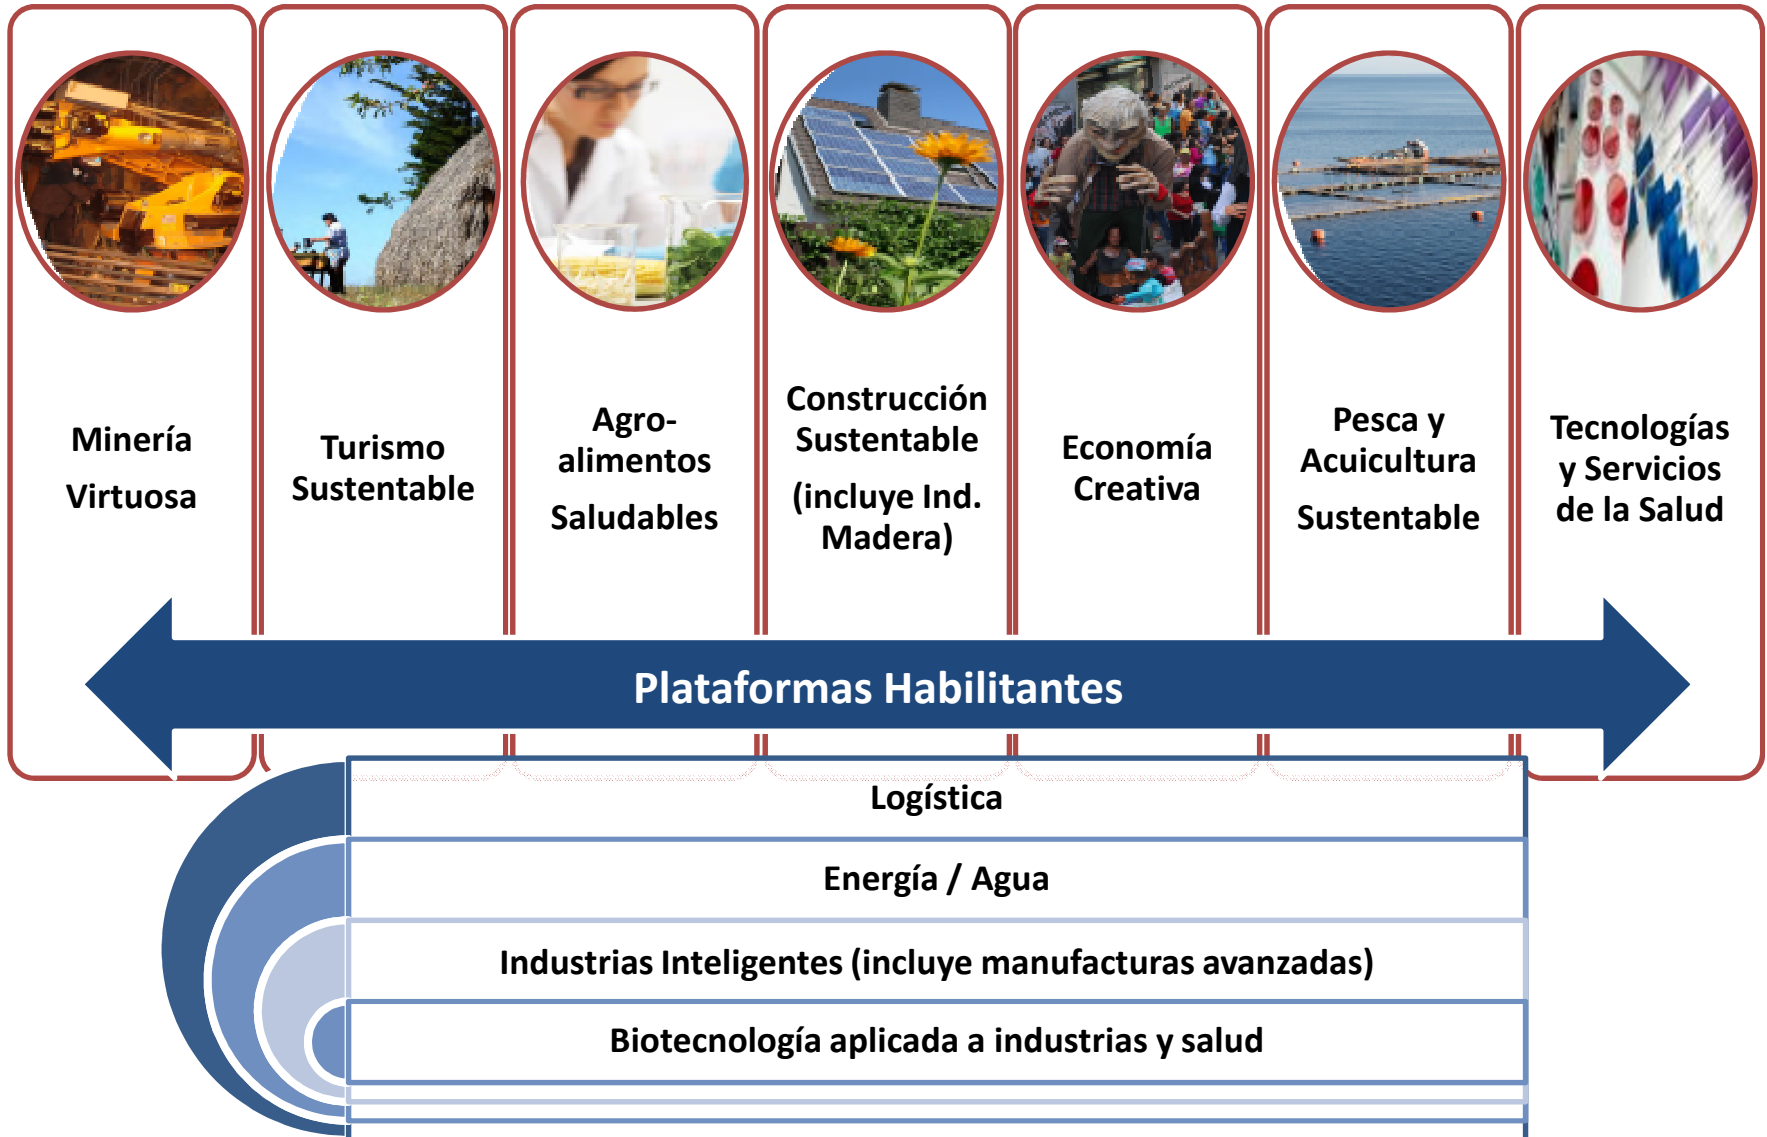 Minería
Virtuosa
Turismo
Sustentable
Agro-
alimentos
Saludables
Construcción
Sustentable
(incluye Ind.
Madera)
Economía
Creativa
Pesca y
Acuicultura
Sustentable
Tecnologías
y Servicios
de la Salud
Plataformas Habilitantes
Logística
Energía / Agua
Industrias Inteligentes (incluye manufacturas avanzadas)
Biotecnología aplicada a industrias y salud